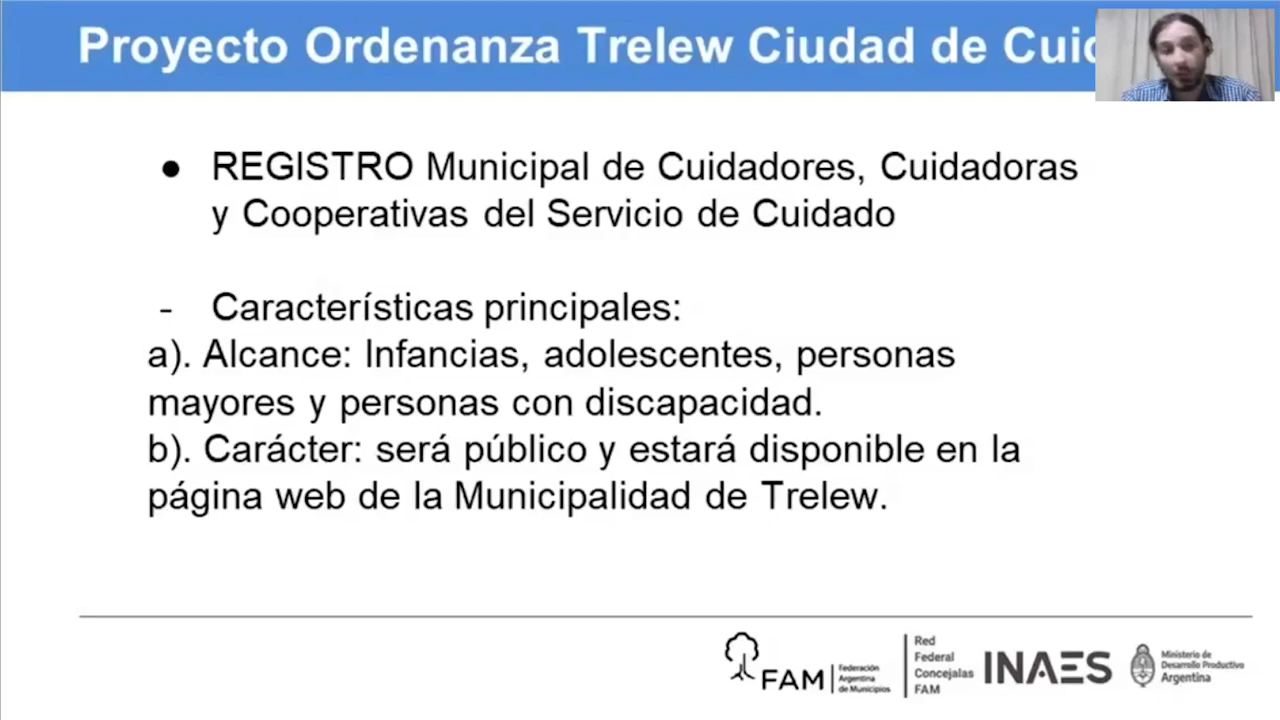 Proyecto Ordenanza Trelew Ciudad de
● REGISTRO Municipal de Cuidadores, Cuidadoras
y Cooperativas del Servicio de Cuidado
- Características principales:
a). Alcance: Infancias, adolescentes, personas
mayores y personas con discapacidad.
b). Carácter: será público y estará disponible en la
página web de la Municipalidad de Trelew.
FAM
Federación
Argentina
de Municipios
Red
Federal
Concejalas
FAM
INAES
Ministerio de
Desarrollo Productivo
Argentina